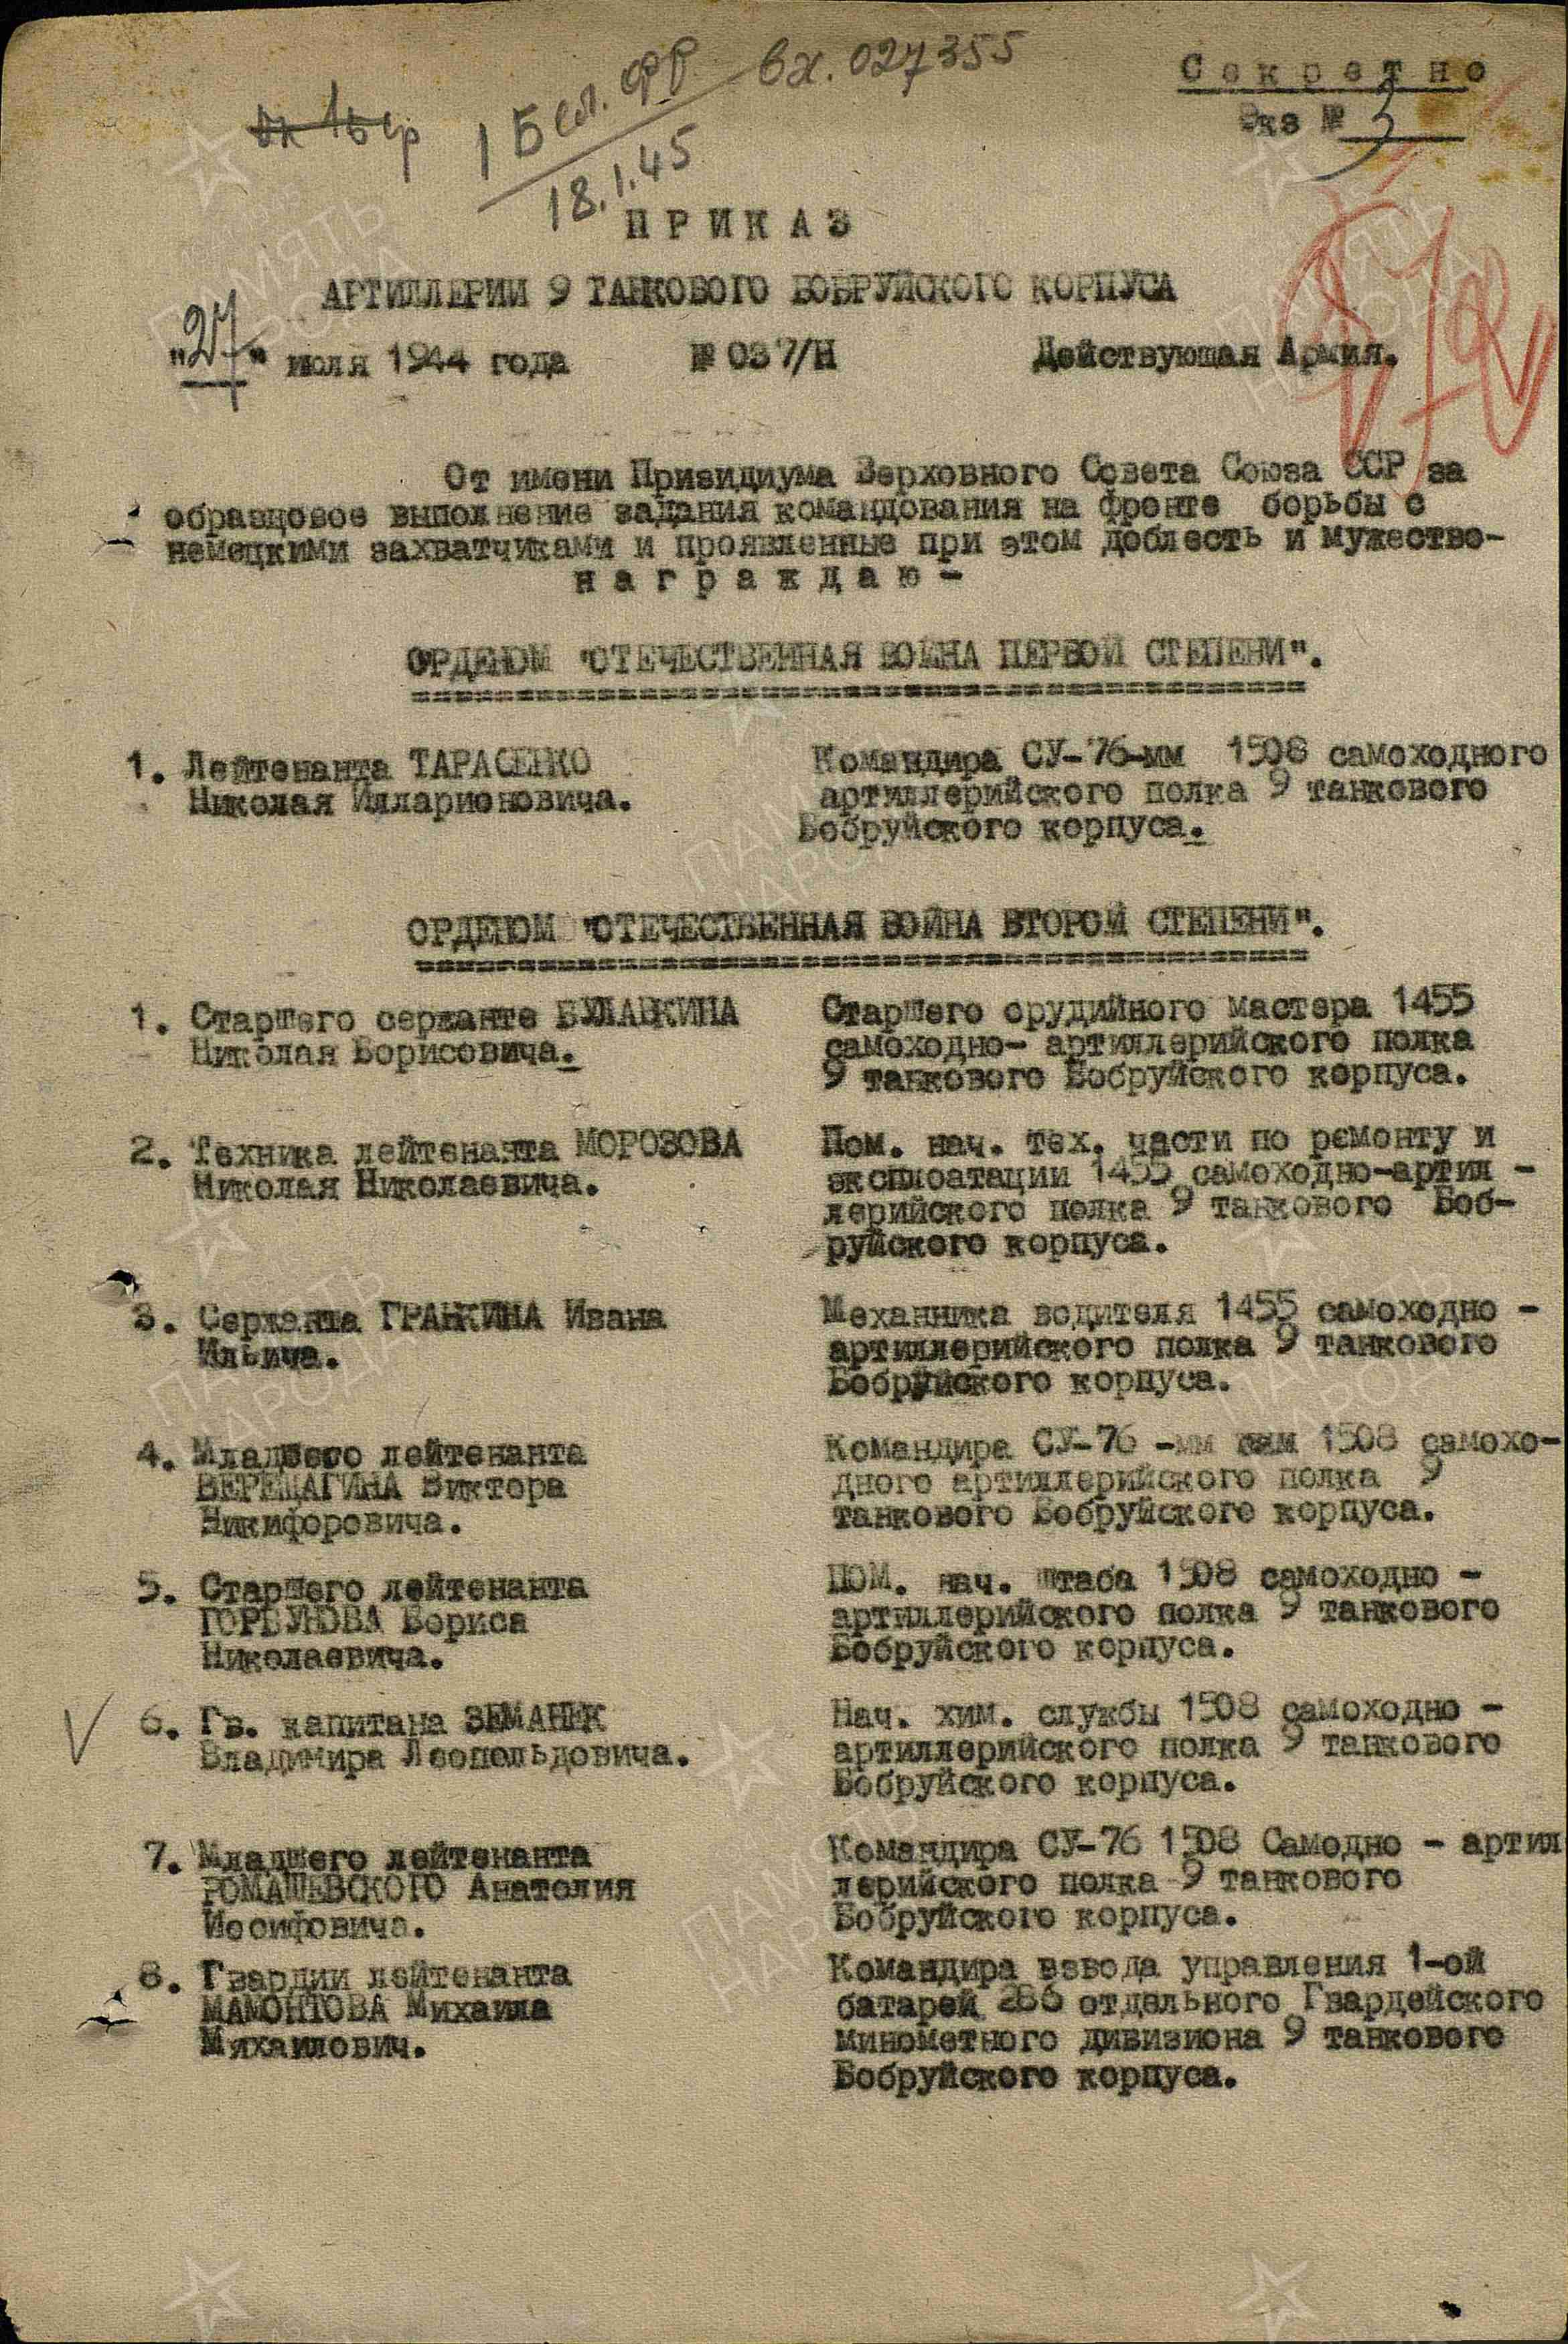 вх. 027355
1 Бел. фр
18.1.45
Секретно
Экз № 3
ПРИКАЗ
АРТИЛЛЕРИИ 9 ТАНКОВОГО БОБРУЙСКОГО КОРПУСА
"27" июля 1944 года № 037/Н Действующая Армия.
От имени Призидиума Верховного Совета Союза ССР за
образцовое выполнение задания командования на фронте борьбы с
немецкими захватчиками и проявленные при этом доблесть и мужество-
награждаю-
ОРДЕНОМ "ОТЕЧЕСТВЕННАЯ ВОЙНА ПЕРВОЙ СТЕПЕНИ".
1. Лейтенанта ТАРАСЕНКО
Николая Илларионовича.
Командира СУ-76-мм 1508 самоходного
артиллерийского полка 9 танкового
Бобруйского корпуса.
ОРДЕНОМ "ОТЕЧЕСТВЕННАЯ ВОЙНА ВТОРОЙ СТЕПЕНИ".
1. Старшего сержанте БУЛАВКИНА
Николая Борисовича.
Старшего орудийного мастера 1455
самоходно- артиллерийского полка
9 танкового Бобруйского корпуса.
2. Техника лейтенанта МОРОЗОВА
Николая Николаевича.
Пом. нач. тех. части по ремонту и
эксплоатации 1455 самоходно-артил -
лерийского полка 9 танкового Боб-
руйского корпуса.
3. Сержанта ГРАНКИНА Ивана
Ильича.
Механника водителя 1455 самоходно -
артиллерийского полка 9 танкового
Бобруйского корпуса.
4. Младшего лейтенанта
ВЕРЕЩАГИНА Виктора
Никифоровича.
Командира СУ-76 -мм сам 1508 самохо-
дного артиллерийского полка 9
танкового Бобруйского корпуса.
5. Старшего лейтенанта
ГОРБУНОВА Бориса
Николаевича.
ПОМ. нач. штаба 1508 самоходно -
артиллерийского полка 9 танкового
Бобруйского корпуса.
6. Гв. капитана ЗЕМАНЕК
Владимира Леопольдовича.
Нач. хим. службы 1508 самоходно -
артиллерийского полка 9 танкового
Бобруйского корпуса.
7. Младшего лейтенанта
РОМАШЕВСКОГО Анатолия
Иосифовича.
Командира СУ-76 1508 Самодно - артил
лерийского полка 9 танкового
Бобруйского корпуса.
8. Гвардии лейтенанта
МАМОНТОВА Михаила
Михаилович.
Командира взвода управления 1-ой
батарей 286 отдельного Гвардейского
минометного дивизиона 9 танкового
Бобруйского корпуса.